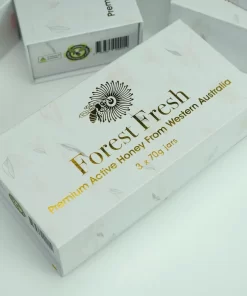 Forest Fresh
Premium Active Honey From Western Australia
3 x 70g jars